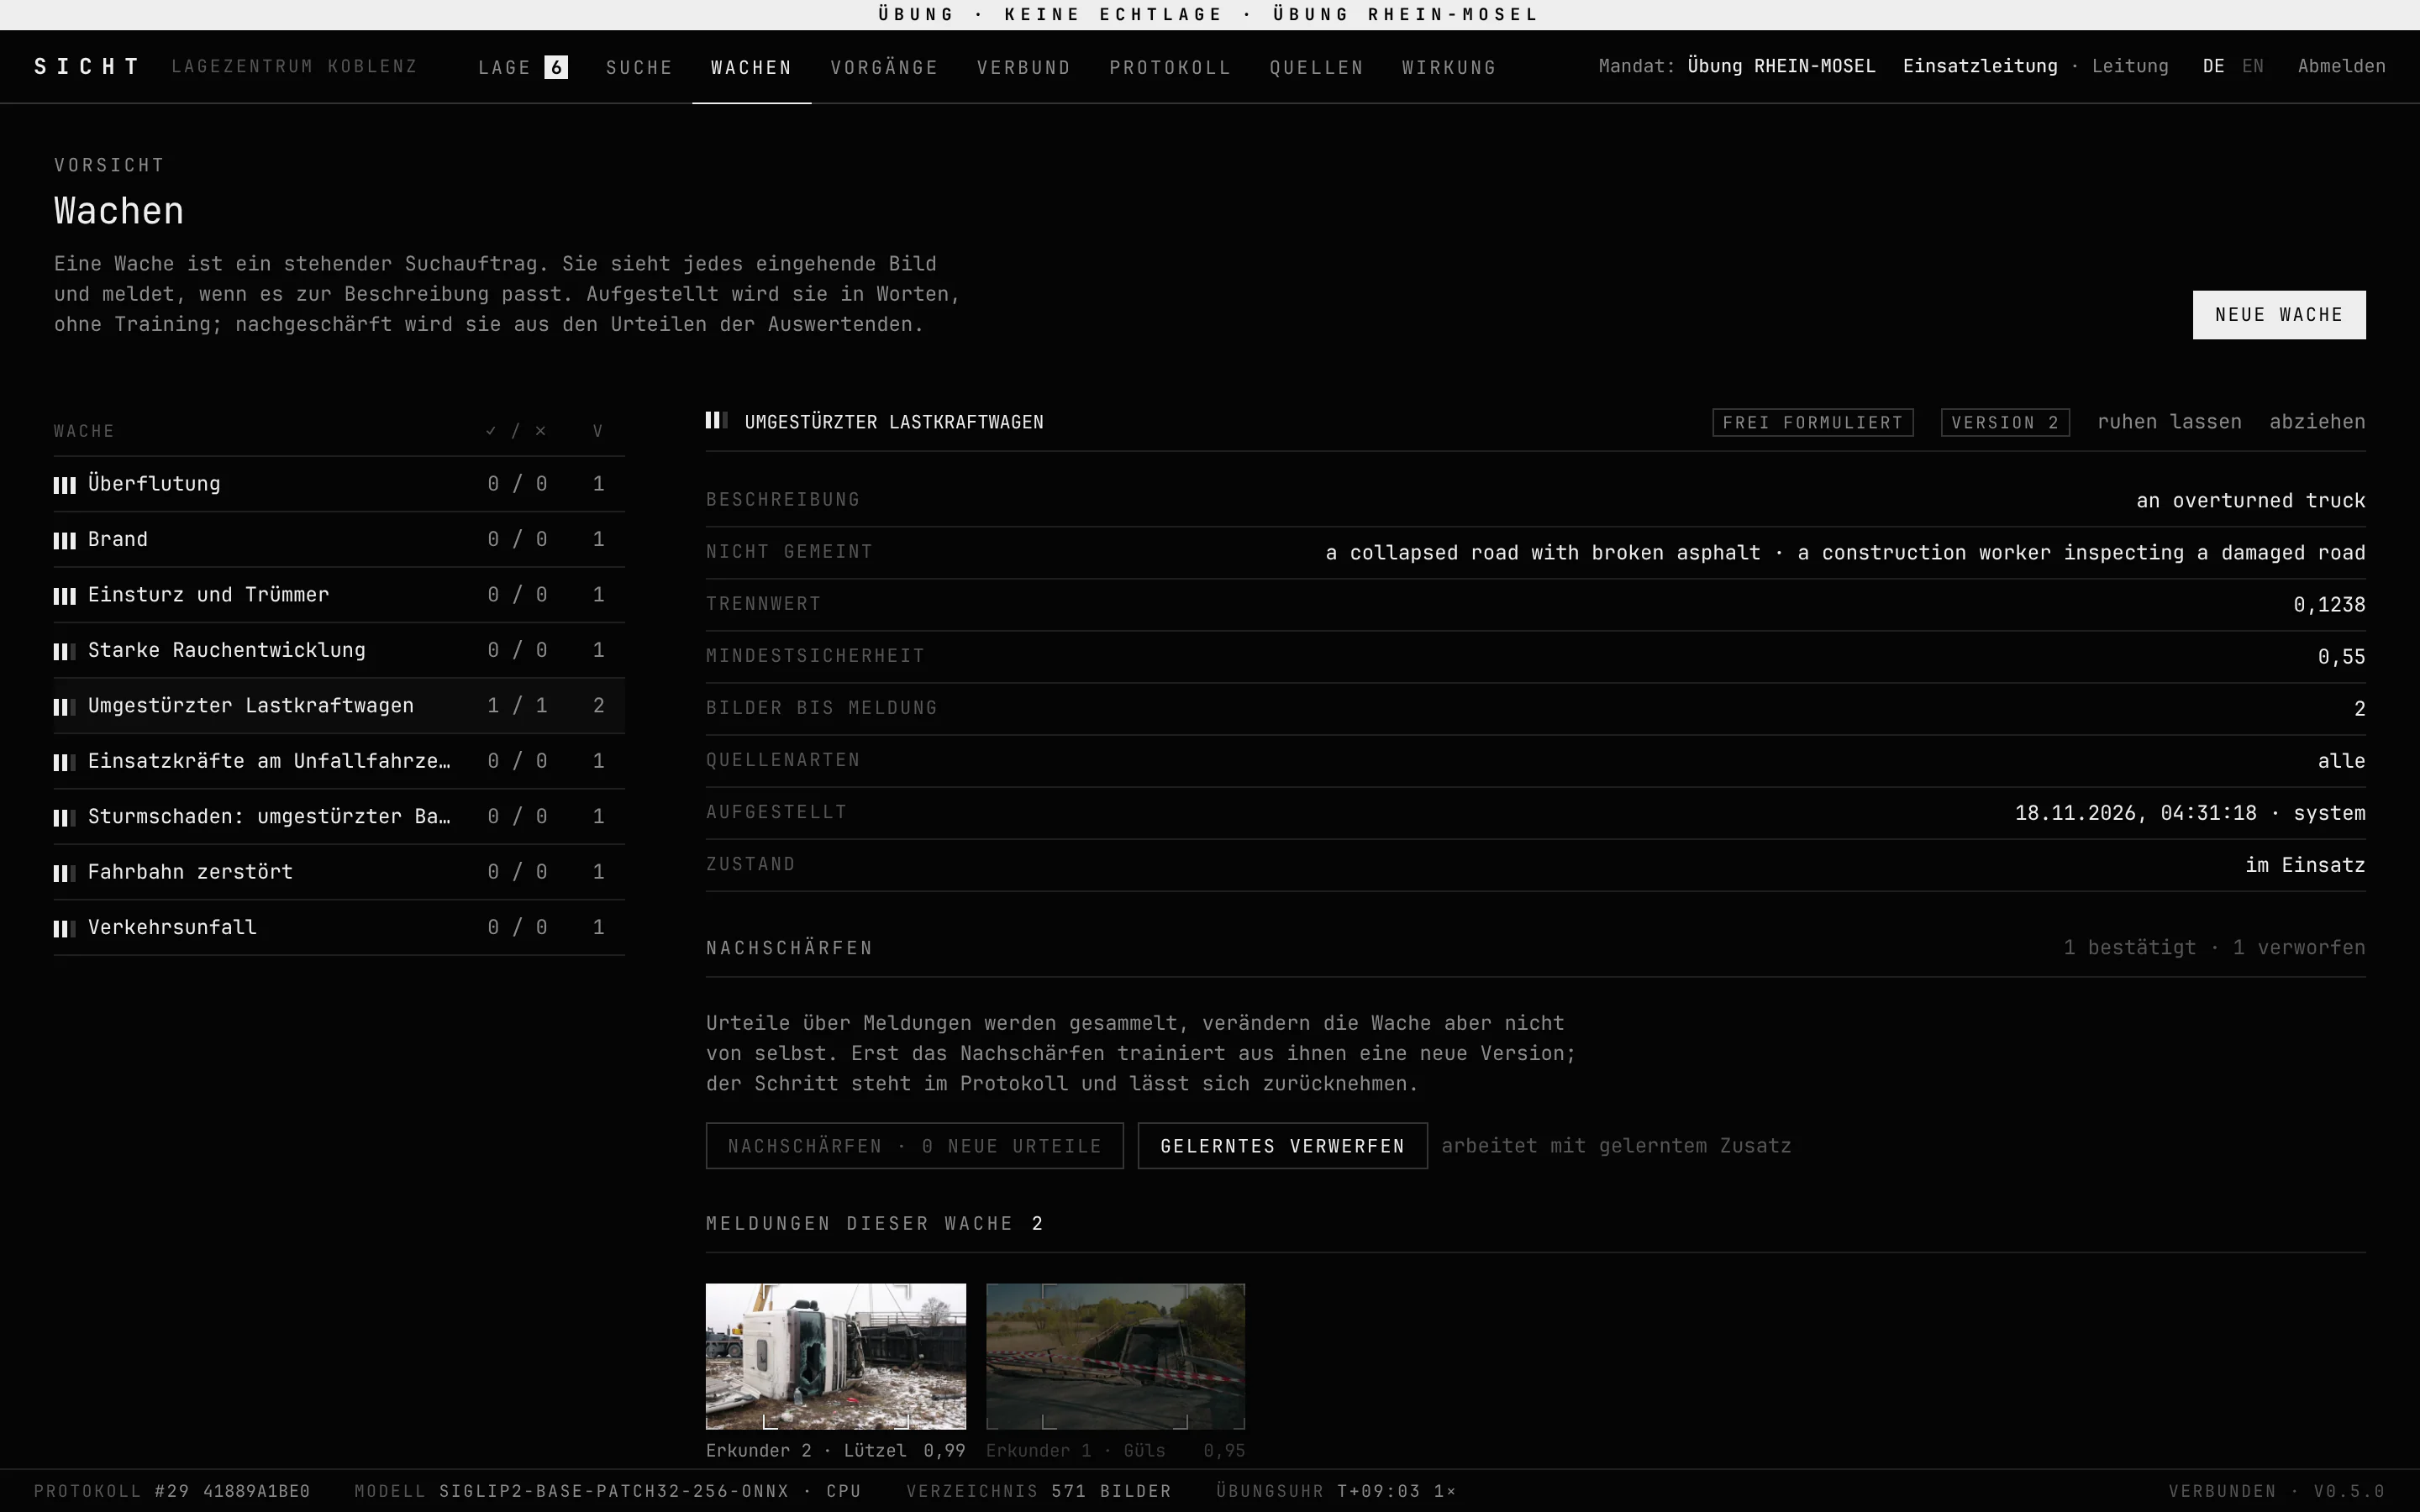 ÜBUNG · KEINE ECHTLAGE · ÜBUNG RHEIN-MOSEL
SICHT LAGEZENTRUM KOBLENZ LAGE 6 SUCHE WACHEN VORGÄNGE VERBUND PROTOKOLL QUELLEN WIRKUNG Mandat: Übung RHEIN-MOSEL Einsatzleitung · Leitung DE EN Abmelden
VORSICHT
Wachen
Eine Wache ist ein stehender Suchauftrag. Sie sieht jedes eingehende Bild
und meldet, wenn es zur Beschreibung passt. Aufgestellt wird sie in Worten,
ohne Training; nachgeschärft wird sie aus den Urteilen der Auswertenden.
NEUE WACHE
WACHE ✓ / × V
Überflutung 0 / 0 1
Brand 0 / 0 1
Einsturz und Trümmer 0 / 0 1
Starke Rauchentwicklung 0 / 0 1
Umgestürzter Lastkraftwagen 1 / 1 2
Einsatzkräfte am Unfallfahrze… 0 / 0 1
Sturmschaden: umgestürzter Ba… 0 / 0 1
Fahrbahn zerstört 0 / 0 1
Verkehrsunfall 0 / 0 1
UMGESTÜRZTER LASTKRAFTWAGEN FREI FORMULIERT VERSION 2 ruhen lassen abziehen
BESCHREIBUNG an overturned truck
NICHT GEMEINT a collapsed road with broken asphalt · a construction worker inspecting a damaged road
TRENNWERT 0,1238
MINDESTSICHERHEIT 0,55
BILDER BIS MELDUNG 2
QUELLENARTEN alle
AUFGESTELLT 18.11.2026, 04:31:18 · system
ZUSTAND im Einsatz
NACHSCHÄRFEN 1 bestätigt · 1 verworfen
Urteile über Meldungen werden gesammelt, verändern die Wache aber nicht
von selbst. Erst das Nachschärfen trainiert aus ihnen eine neue Version;
der Schritt steht im Protokoll und lässt sich zurücknehmen.
NACHSCHÄRFEN · 0 NEUE URTEILE GELERNTES VERWERFEN arbeitet mit gelerntem Zusatz
MELDUNGEN DIESER WACHE 2
Erkunder 2 · Lützel 0,99 Erkunder 1 · Güls 0,95
PROTOKOLL #29 41889A1BE0 MODELL SIGLIP2-BASE-PATCH32-256-ONNX · CPU VERZEICHNIS 571 BILDER ÜBUNGSUHR T+09:03 1× VERBUNDEN · V0.5.0